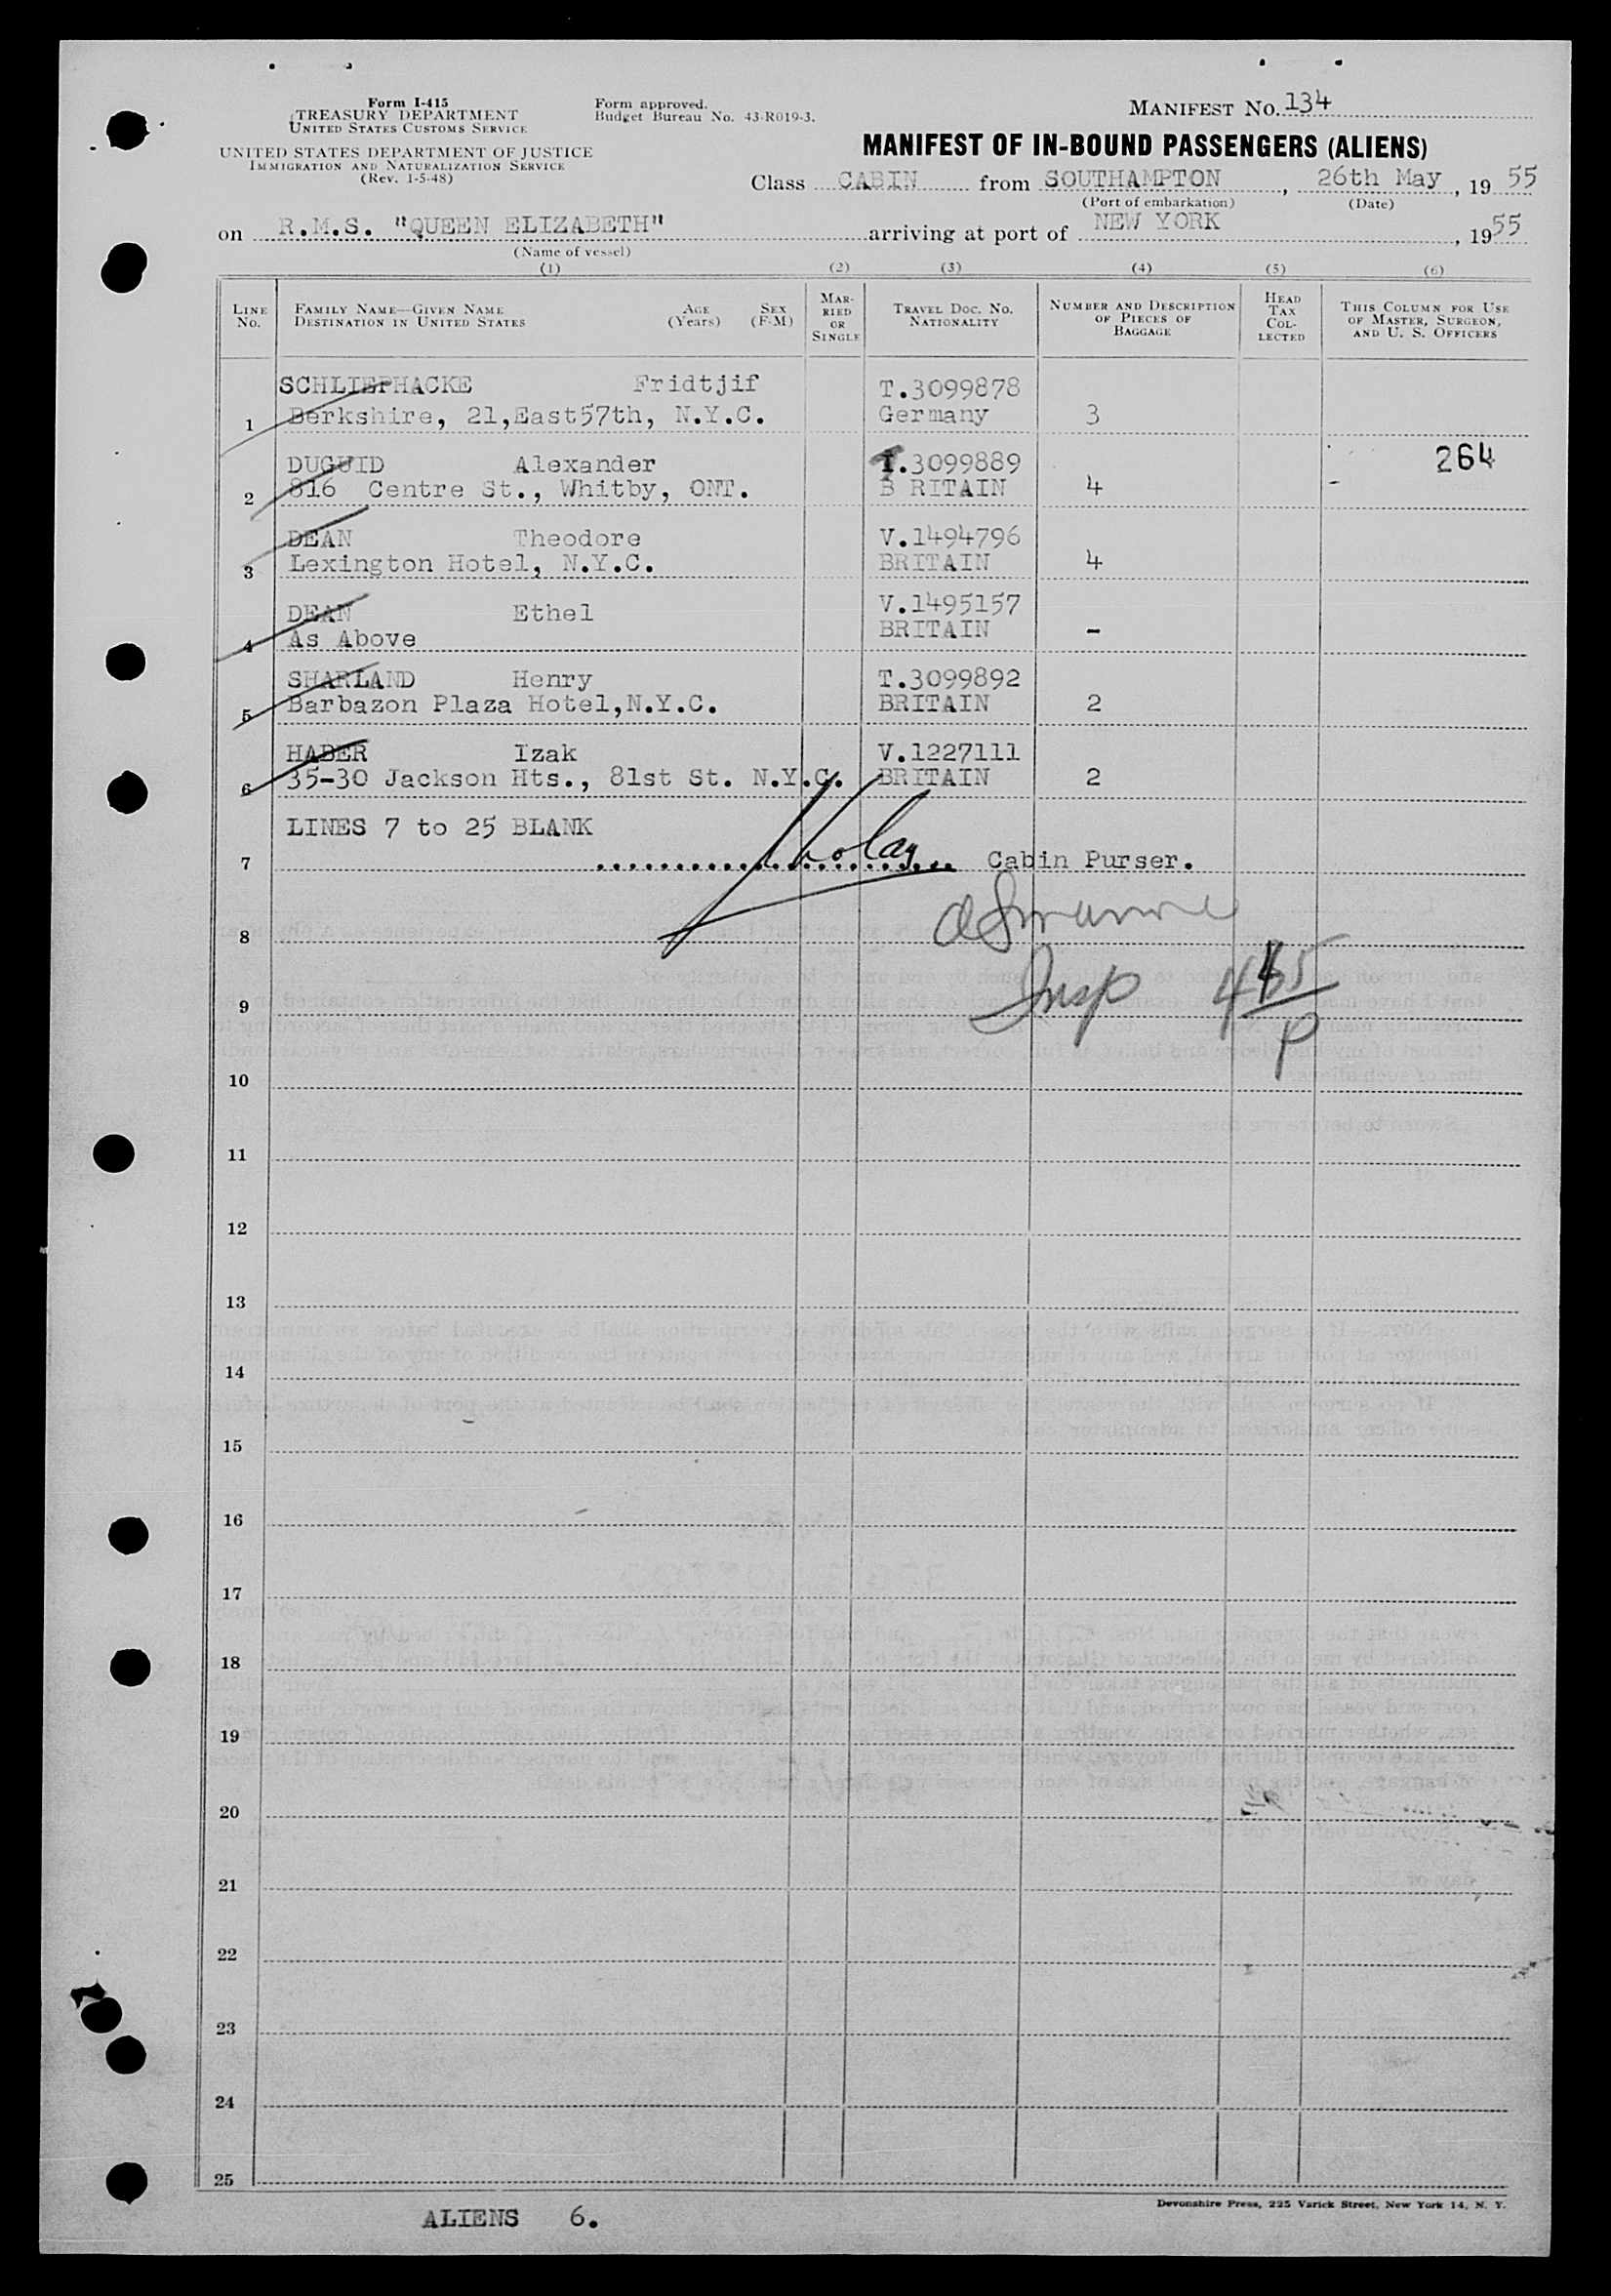 Form I-415
TREASURY DEPARTMENT
UNITED STATES CUSTOMS SERVICE
UNITED STATES DEPARTMENT OF JUSTICE
IMMIGRATION AND NATURALIZATION SERVICE
(Rev. 1-5-48)
Form approved.
Budget Bureau No. 43-R019-3.
MANIFEST NO. 134
MANIFEST OF IN-BOUND PASSENGERS (ALIENS)
Class CABIN from SOUTHAMPTON, 26th May, 19 55
(Port of embarkation) (Date)
on R.M.S. "QUEEN ELIZABETH" arriving at port of NEW YORK, 19 55
(Name of vessel)
(1) (2) (3) (4) (5) (6)
LINE No. FAMILY NAME—GIVEN NAME DESTINATION IN UNITED STATES AGE (Years) SEX (F-M) MARRIED OR SINGLE TRAVEL DOC. NO. NATIONALITY NUMBER AND DESCRIPTION OF PIECES OF BAGGAGE HEAD TAX COLLECTED THIS COLUMN FOR USE OF MASTER, SURGEON, AND U. S. OFFICERS
SCHLIEPHACKE Fridtjif T.3099878
1 Berkshire, 21,East57th, N.Y.C. Germany 3
DUGUID Alexander T.3099889 264
2 816 Centre St., Whitby, ONT. B RITAIN 4 -
DEAN Theodore V.1494796
3 Lexington Hotel, N.Y.C. BRITAIN 4
DEAN Ethel V.1495157
4 As Above BRITAIN -
SHARLAND Henry T.3099892
5 Barbazon Plaza Hotel,N.Y.C. BRITAIN 2
HABER Izak V.1227111
6 35-30 Jackson Hts., 81st St. N.Y.C. BRITAIN 2
LINES 7 to 25 BLANK
7 Cabin Purser.
8
Insp
9
10
11
12
13
14
15
16
17
18
19
20
21
22
23
24
25
Devonshire Press, 225 Varick Street, New York 14, N. Y.
ALIENS 6.